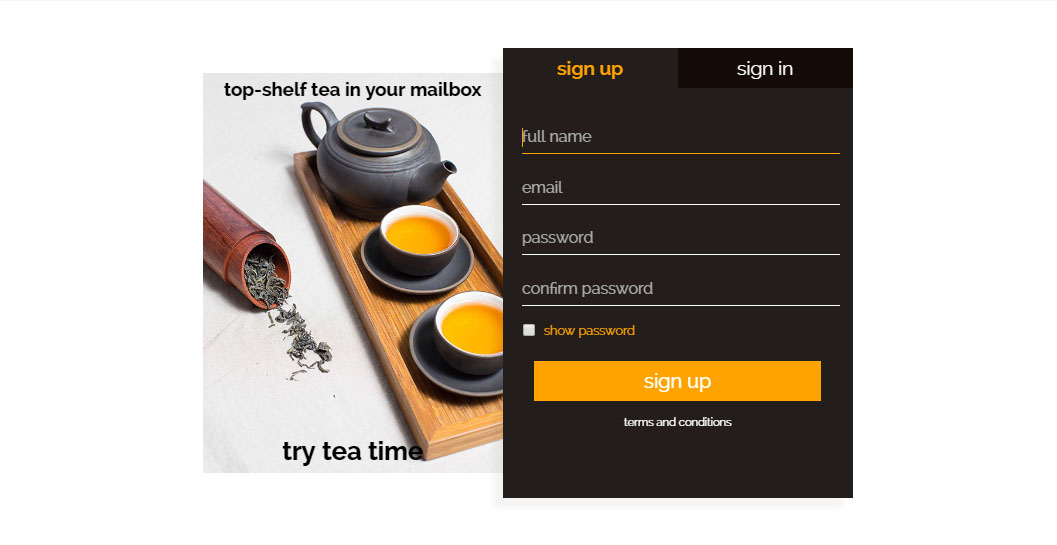 top-shelf tea in your mailbox
try tea time
sign up
sign in
full name
email
password
confirm password
show password
sign up
terms and conditions